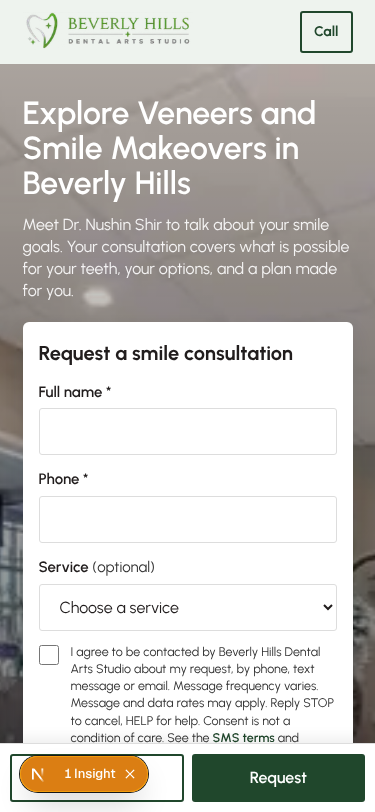 BEVERLY HILLS
DENTAL ARTS STUDIO
Call
Explore Veneers and
Smile Makeovers in
Beverly Hills
Meet Dr. Nushin Shir to talk about your smile
goals. Your consultation covers what is possible
for your teeth, your options, and a plan made
for you.
Request a smile consultation
Full name *
Phone *
Service (optional)
Choose a service
I agree to be contacted by Beverly Hills Dental
Arts Studio about my request, by phone, text
message or email. Message frequency varies.
Message and data rates may apply. Reply STOP
to cancel, HELP for help. Consent is not a
condition of care. See the SMS terms and
N 1 Insight
Request